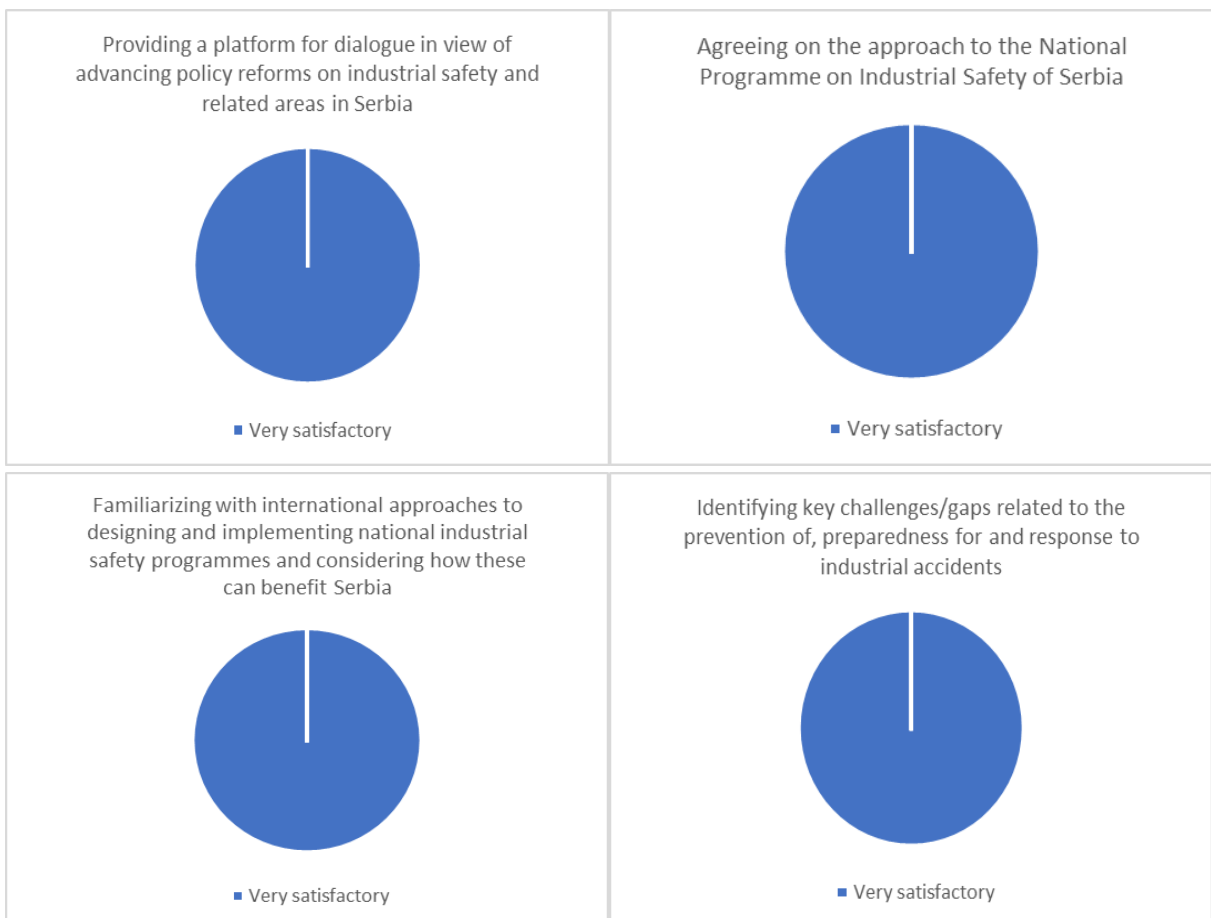 Providing a platform for dialogue in view of
advancing policy reforms on industrial safety and
related areas in Serbia
Very satisfactory
Agreeing on the approach to the National
Programme on Industrial Safety of Serbia
Very satisfactory
Familiarizing with international approaches to
designing and implementing national industrial
safety programmes and considering how these
can benefit Serbia
Very satisfactory
Identifying key challenges/gaps related to the
prevention of, preparedness for and response to
industrial accidents
Very satisfactory